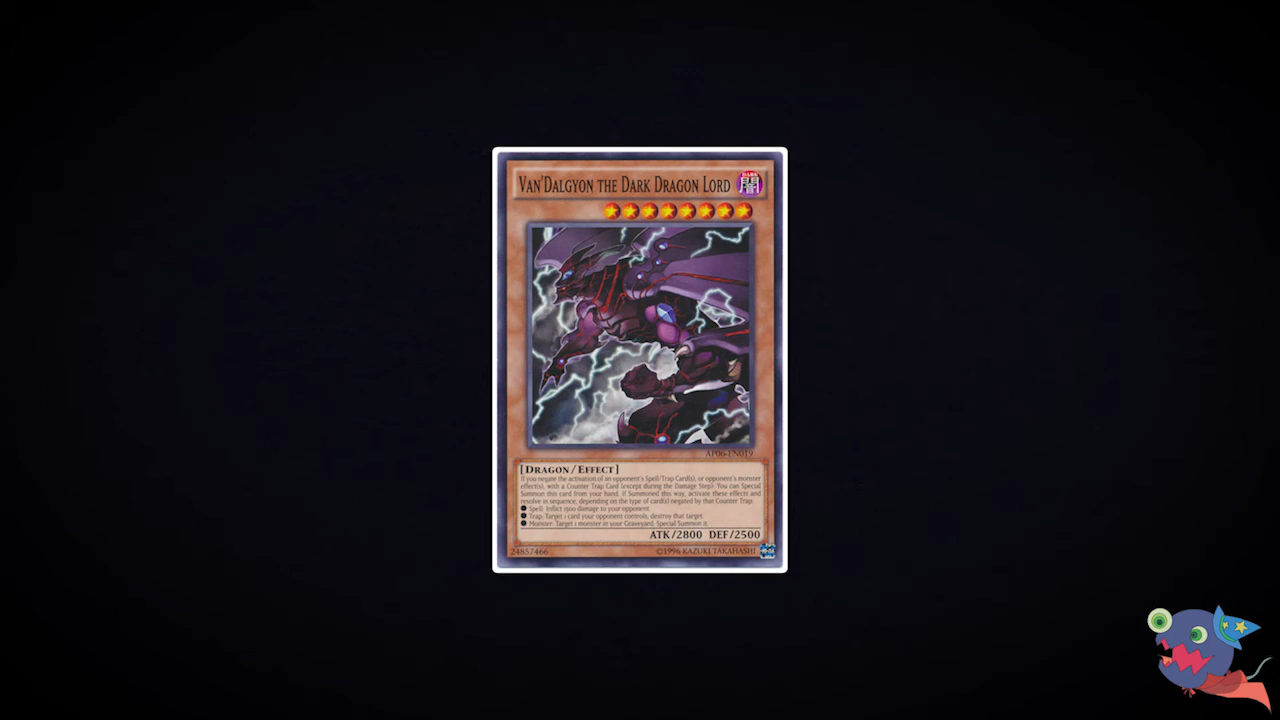 VAN'DALGYON THE DARK DRAGON LORD
DARK
闇
AP06-EN019
[DRAGON/EFFECT]
If you negate the activation of an opponent's Spell/Trap Card(s), or opponent's monster
effect(s), with a Counter Trap Card (except during the Damage Step): You can Special
Summon this card from your hand. If Summoned this way, activate these effects and
resolve in sequence, depending on the type of card(s) negated by that Counter Trap.
● Spell: Inflict 1500 damage to your opponent.
● Trap: Target 1 card your opponent controls; destroy that target.
● Monster: Target 1 monster in your Graveyard; Special Summon it.
ATK/2800 DEF/2500
24857466 ©1996 KAZUKI TAKAHASHI